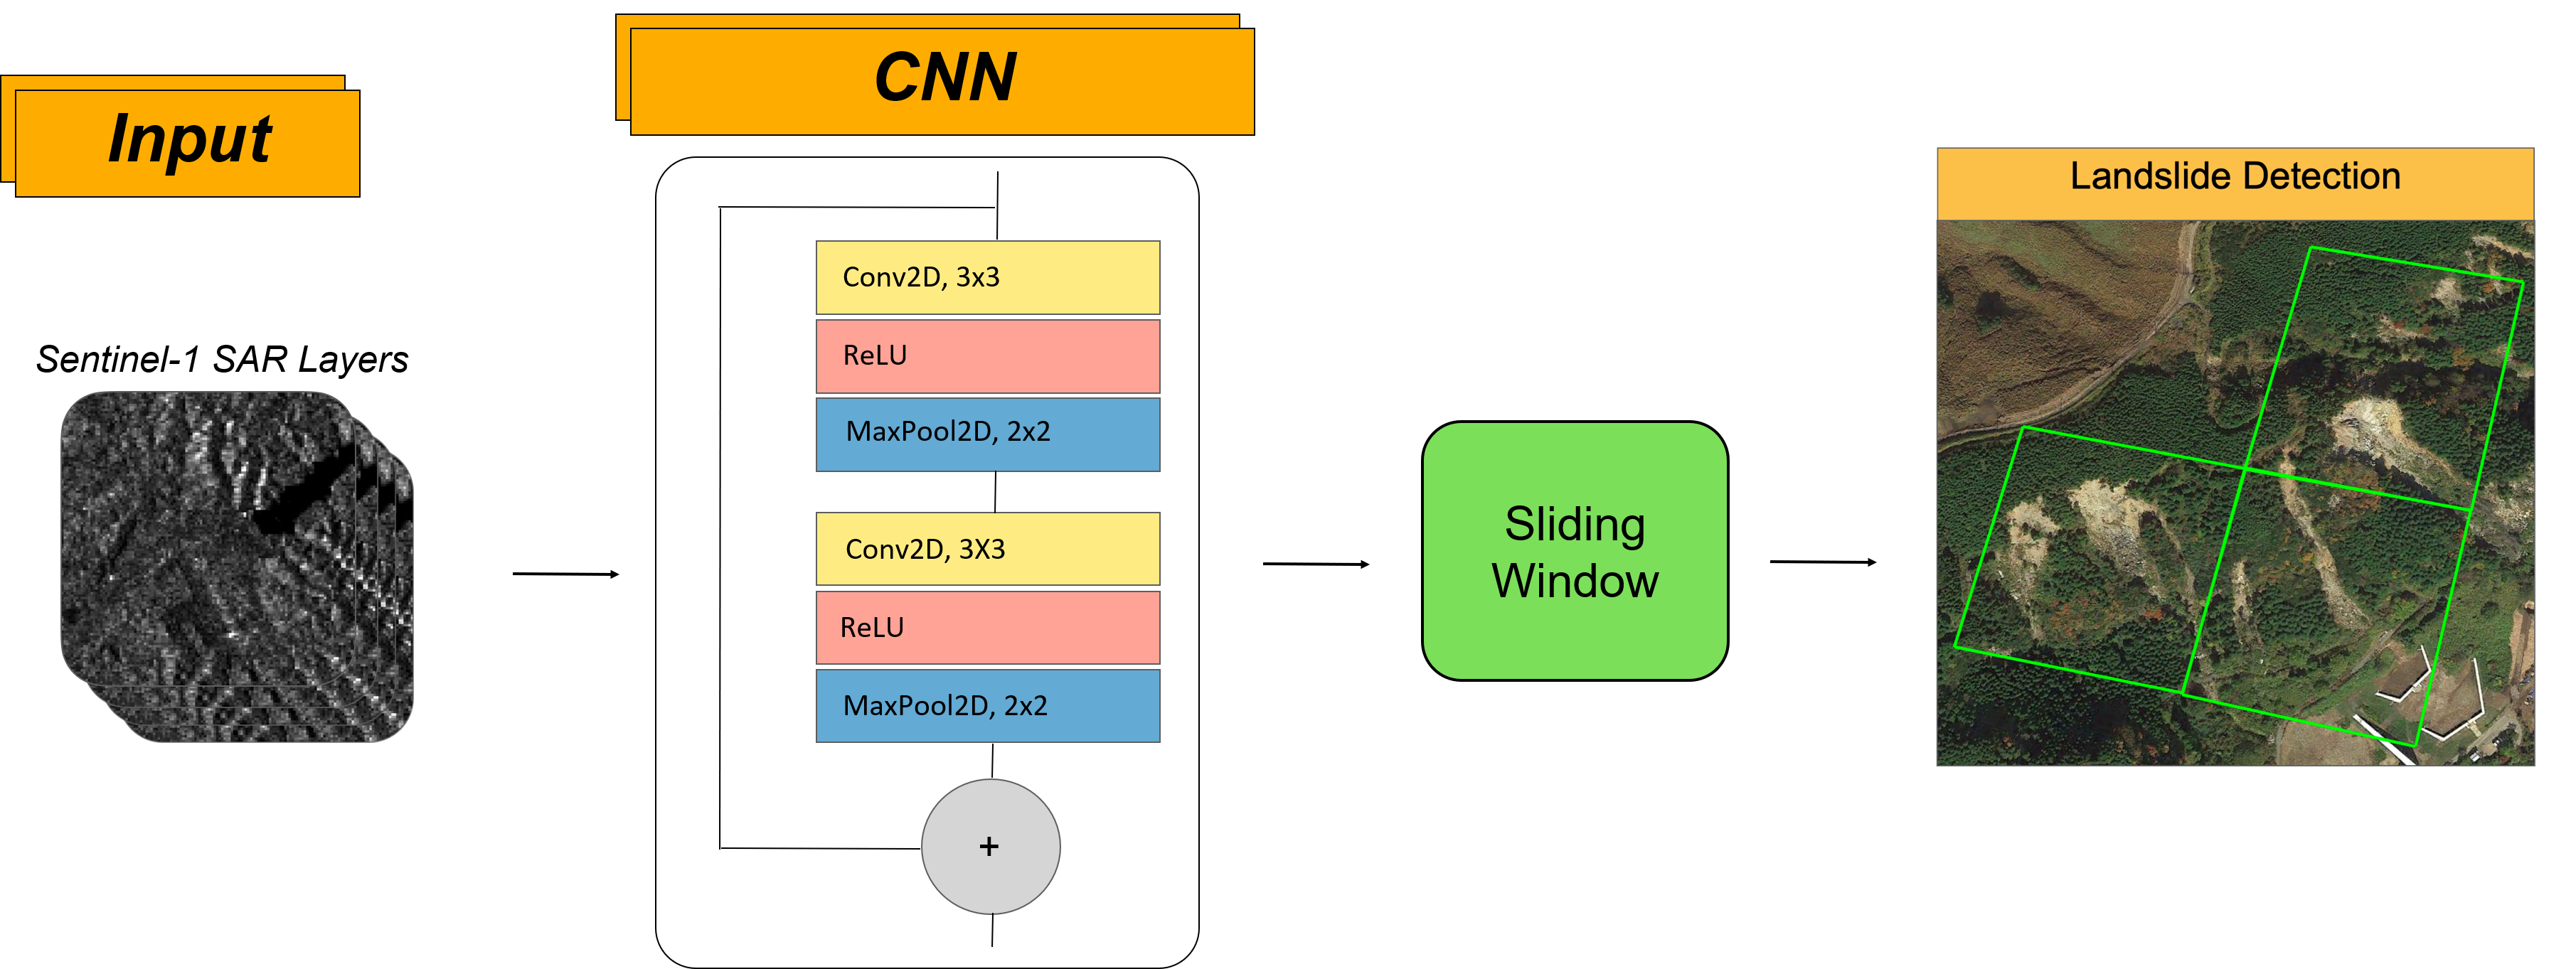 Input
Sentinel-1 SAR Layers
CNN
Conv2D, 3x3
ReLU
MaxPool2D, 2x2
Conv2D, 3X3
ReLU
MaxPool2D, 2x2
+
Sliding
Window
Landslide Detection